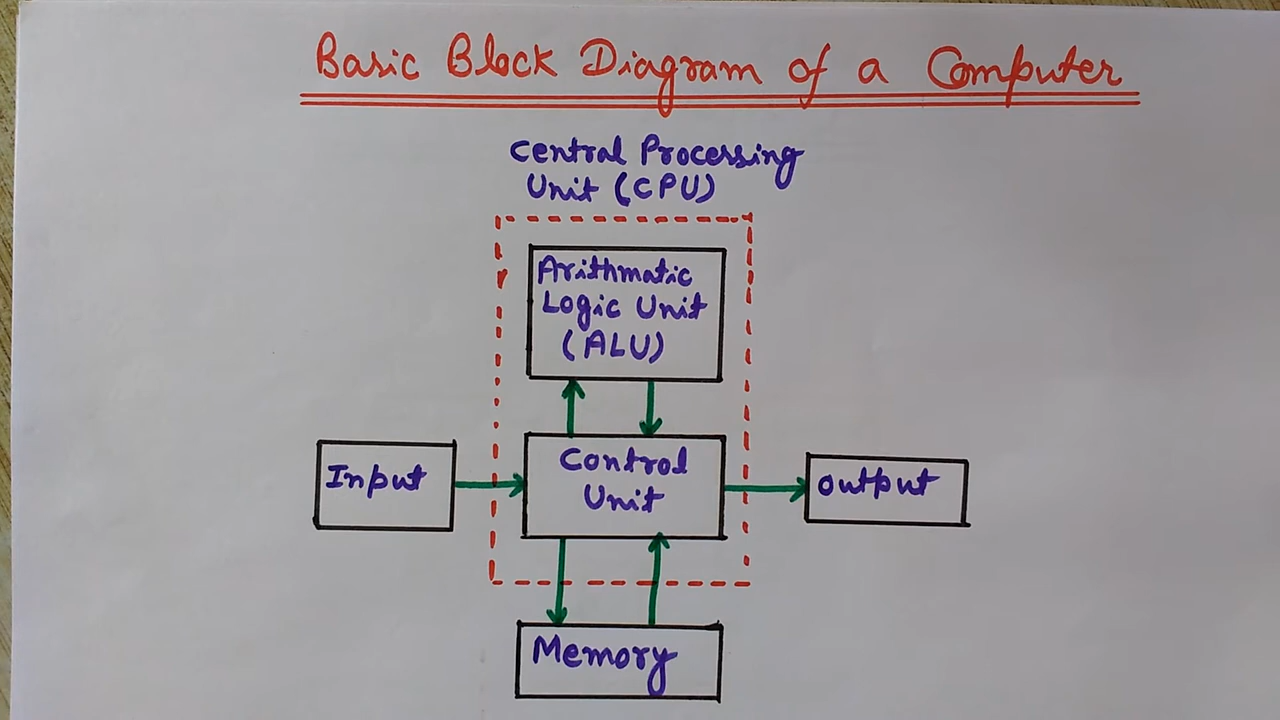 Basic Block Diagram of a Computer
Central Processing
Unit (CPU)
Arithmatic
Logic Unit
(ALU)
Input
Control
Unit
output
Memory